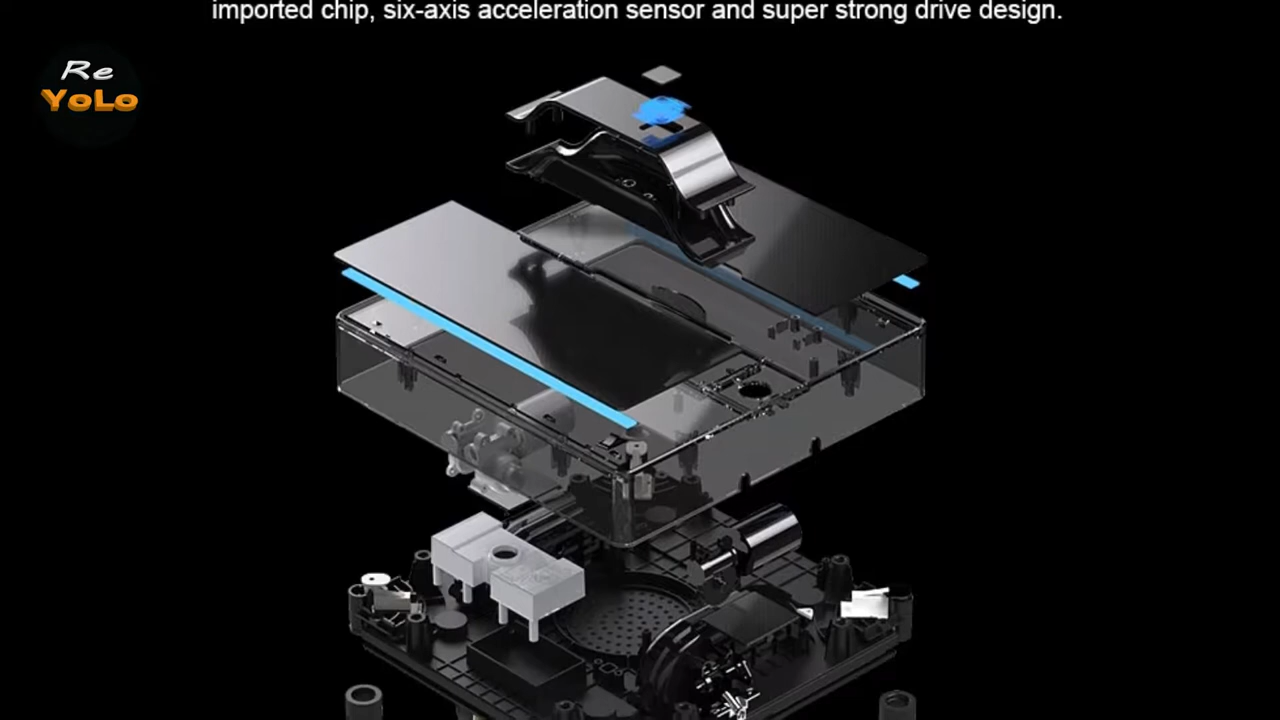 imported chip, six-axis acceleration sensor and super strong drive design.
Re
YoLo